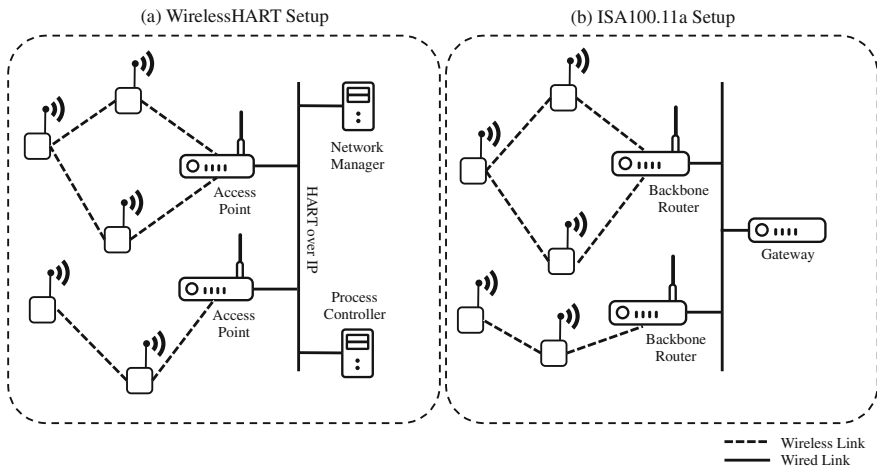 (a) WirelessHART Setup
Network
Manager
Access
Point
HART over IP
Process
Controller
Access
Point
(b) ISA100.11a Setup
Backbone
Router
Gateway
Backbone
Router
Wireless Link
Wired Link